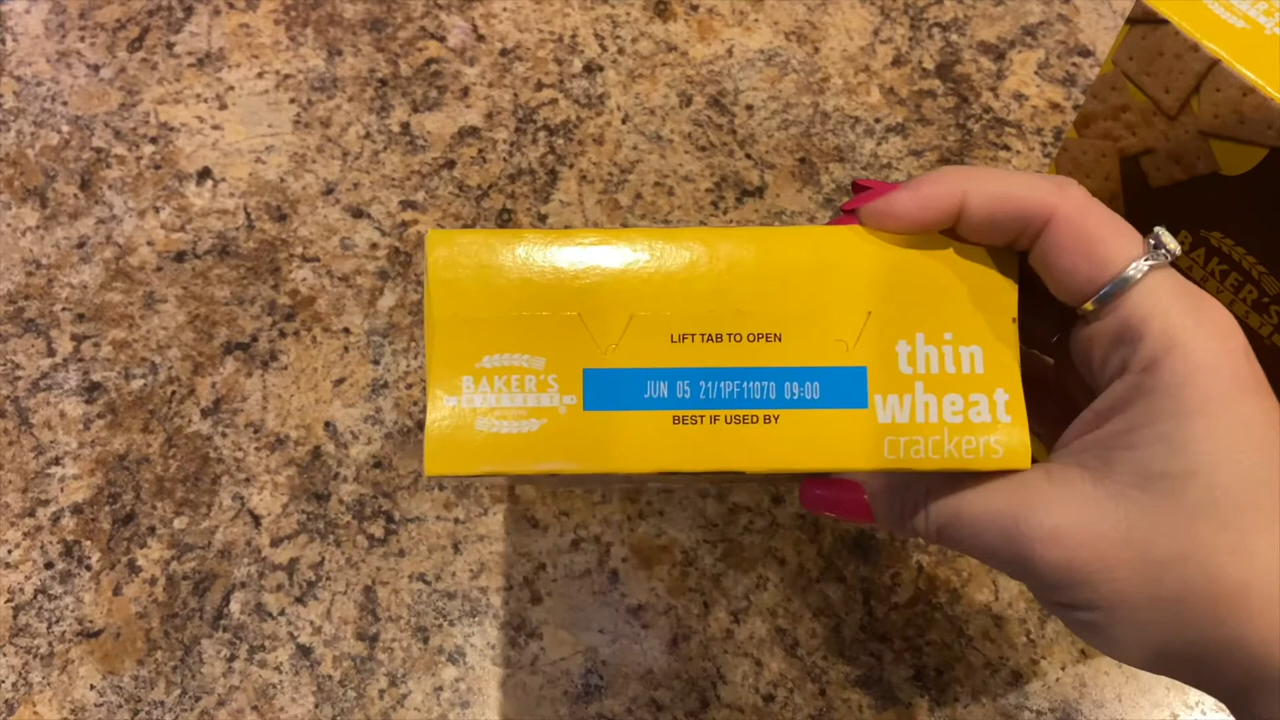 LIFT TAB TO OPEN
BAKER'S
HARVEST
®
JUN 05 21/1PF11070 09:00
BEST IF USED BY
thin
wheat
crackers
BAKER'S